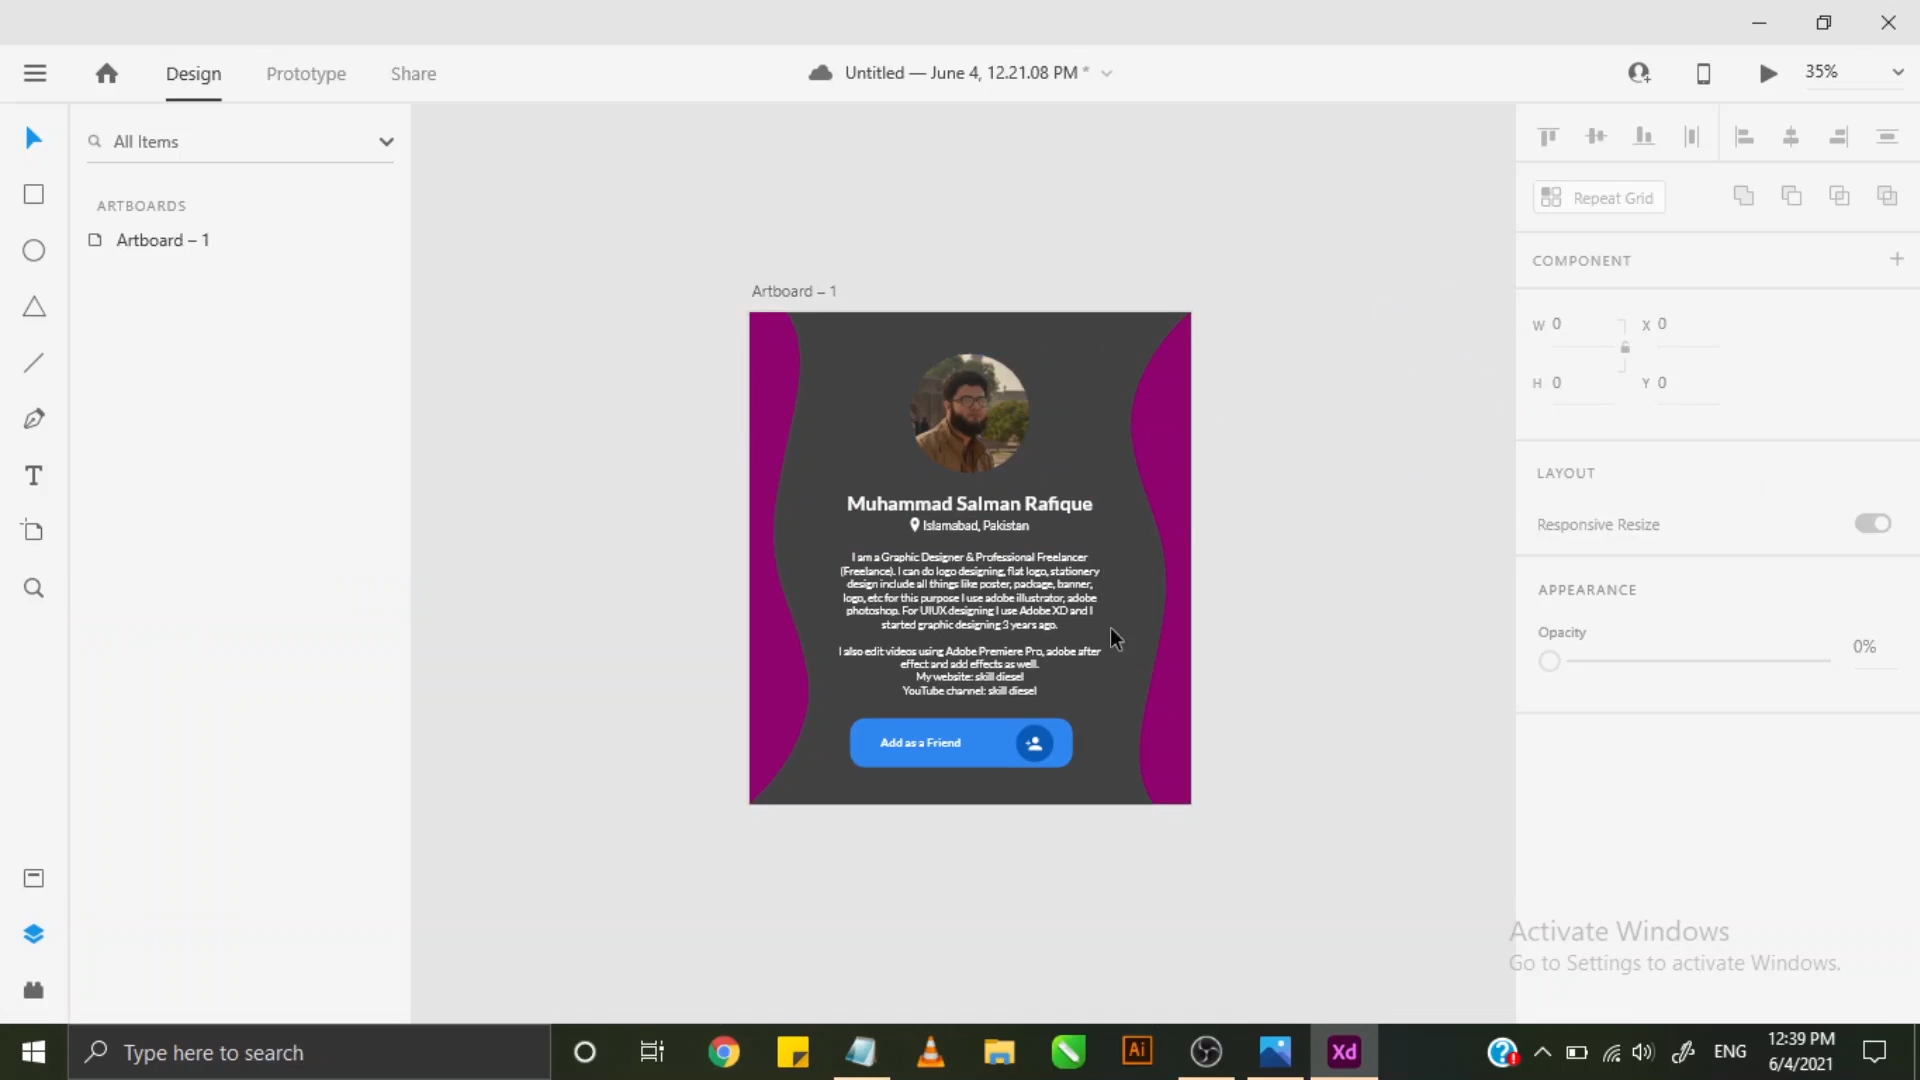 Design
Prototype
Share
Untitled — June 4, 12.21.08 PM *
35%
All Items
ARTBOARDS
Artboard – 1
Artboard – 1
Muhammad Salman Rafique
Islamabad, Pakistan
I am a Graphic Designer & Professional Freelancer
(Freelance). I can do logo designing, flat logo, stationery
design include all things like poster, package, banner,
logo, etc for this purpose I use adobe illustrator, adobe
photoshop. For UIUX designing I use Adobe XD and I
started graphic designing 3 years ago.
I also edit videos using Adobe Premiere Pro, adobe after
effect and add effects as well.
My website: skill diesel
YouTube channel: skill diesel
Add as a Friend
Repeat Grid
COMPONENT
W 0
X 0
H 0
Y 0
LAYOUT
Responsive Resize
APPEARANCE
Opacity
0%
Activate Windows
Go to Settings to activate Windows.
Type here to search
Ai
Xd
ENG
12:39 PM
6/4/2021